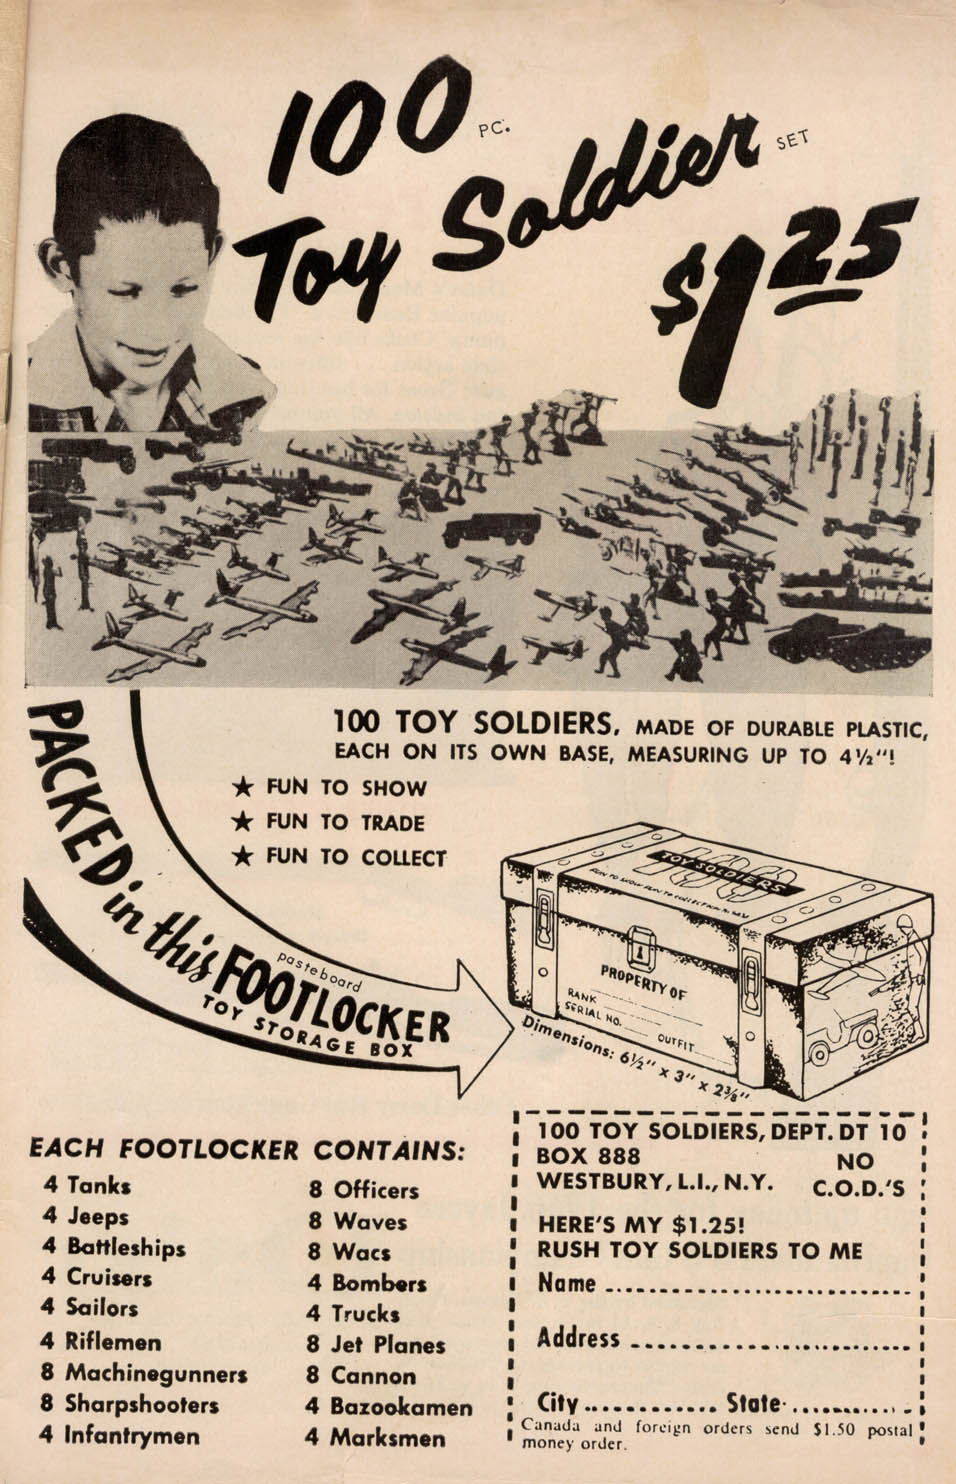 100 PC.
Toy Soldier SET
$1.25
100 TOY SOLDIERS, MADE OF DURABLE PLASTIC,
EACH ON ITS OWN BASE, MEASURING UP TO 4½"!
★ FUN TO SHOW
★ FUN TO TRADE
★ FUN TO COLLECT
PACKED in this
pasteboard
FOOTLOCKER
TOY STORAGE BOX
100
TOY SOLDIERS
PROPERTY OF
RANK
SERIAL NO.
OUTFIT
Dimensions: 6½" x 3" x 2⅜"
EACH FOOTLOCKER CONTAINS:
4 Tanks
4 Jeeps
4 Battleships
4 Cruisers
4 Sailors
4 Riflemen
8 Machinegunners
8 Sharpshooters
4 Infantrymen
8 Officers
8 Waves
8 Wacs
4 Bombers
4 Trucks
8 Jet Planes
8 Cannon
4 Bazookamen
4 Marksmen
100 TOY SOLDIERS, DEPT. DT 10
BOX 888
WESTBURY, L.I., N.Y.
NO
C.O.D.'S
HERE'S MY $1.25!
RUSH TOY SOLDIERS TO ME
Name
Address
City State
Canada and foreign orders send $1.50 postal
money order.